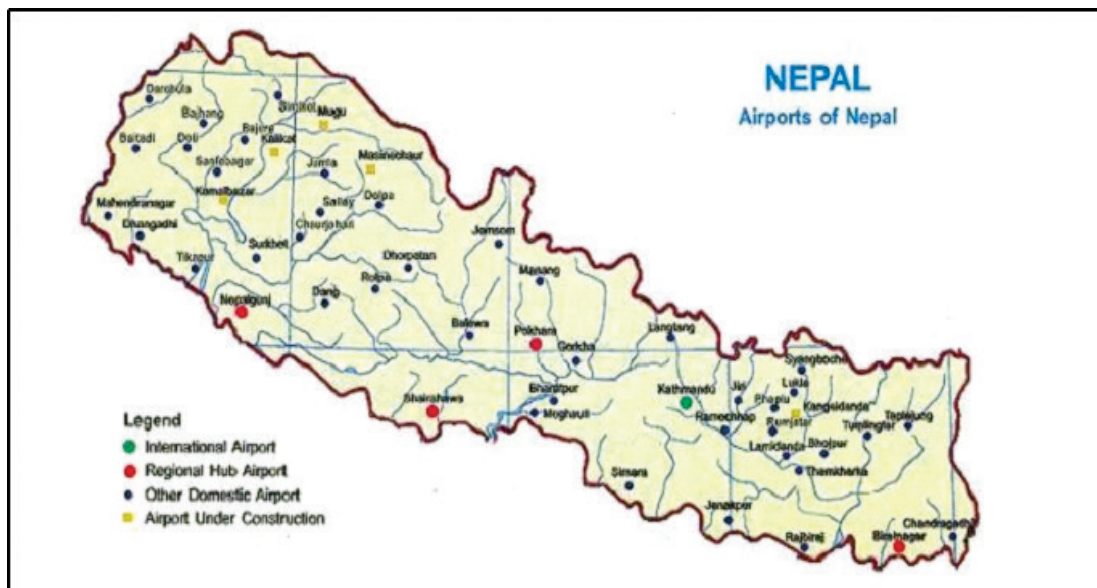 NEPAL
Airports of Nepal
Darchula
Simikot
Bajhang
Mugu
Baitadi
Doti
Bajura
Kalikot
Sanfebagar
Jumla
Masinechaur
Kamalbazar
Dolpa
Mahendranagar
Salley
Dhangadhi
Chaurjahari
Surkhet
Jomsom
Tikapur
Dhorpatan
Manang
Rolpa
Nepalgunj
Dang
Balewa
Pokhara
Gorkha
Langtang
Syangboche
Lukla
Kathmandu
Jiri
Phaplu
Kangeldanda
Bharatpur
Bhairahawa
Meghauli
Ramechhap
Rumjatar
Tumlingtar
Taplejung
Lamidanda
Bhojpur
Thamkharka
Simara
Janakpur
Rajbiraj
Biratnagar
Chandragadhi
Legend
International Airport
Regional Hub Airport
Other Domestic Airport
Airport Under Construction